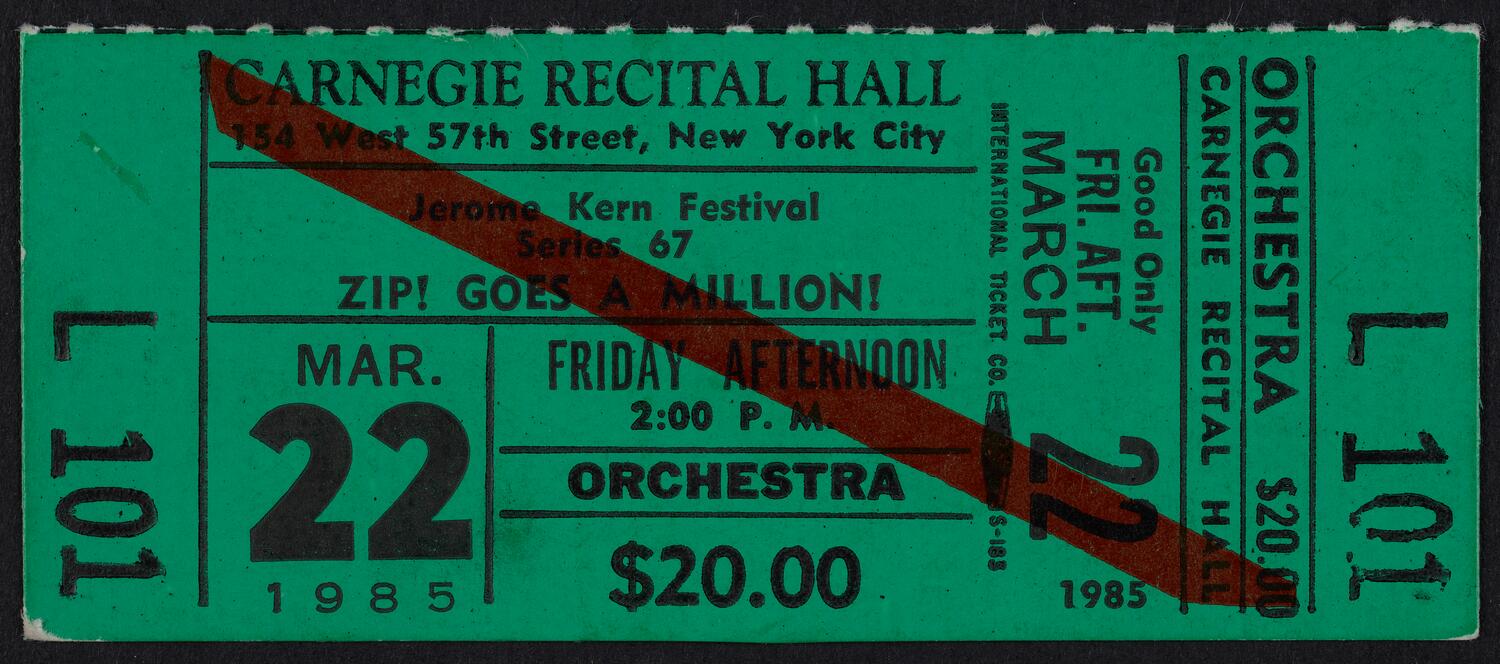 L 101
CARNEGIE RECITAL HALL
154 West 57th Street, New York City
Jerome Kern Festival
Series 67
ZIP! GOES A MILLION!
MAR.
22
1985
FRIDAY AFTERNOON
2:00 P. M.
ORCHESTRA
$20.00
INTERNATIONAL TICKET CO. S-183
Good Only
FRI. AFT.
MARCH 22
1985
ORCHESTRA $20.00
CARNEGIE RECITAL HALL
L 101